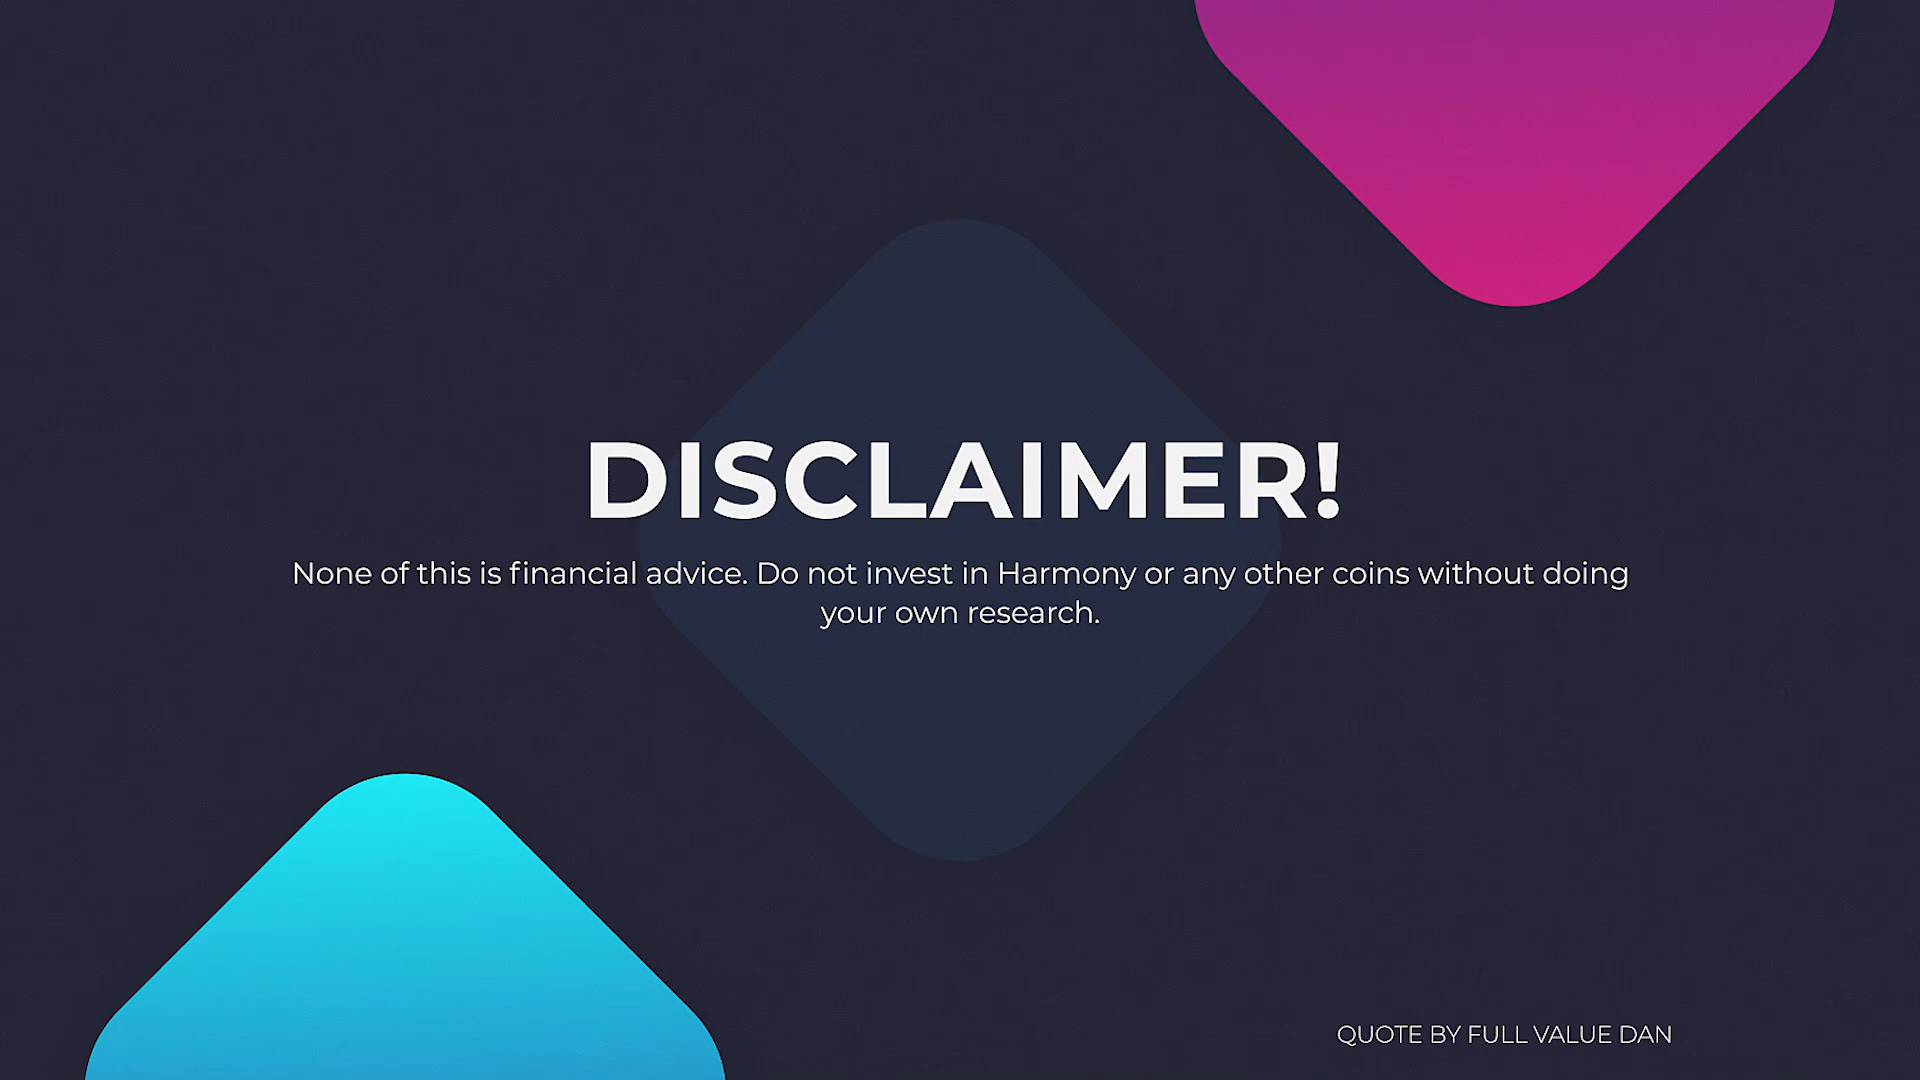 DISCLAIMER!
None of this is financial advice. Do not invest in Harmony or any other coins without doing
your own research.
QUOTE BY FULL VALUE DAN